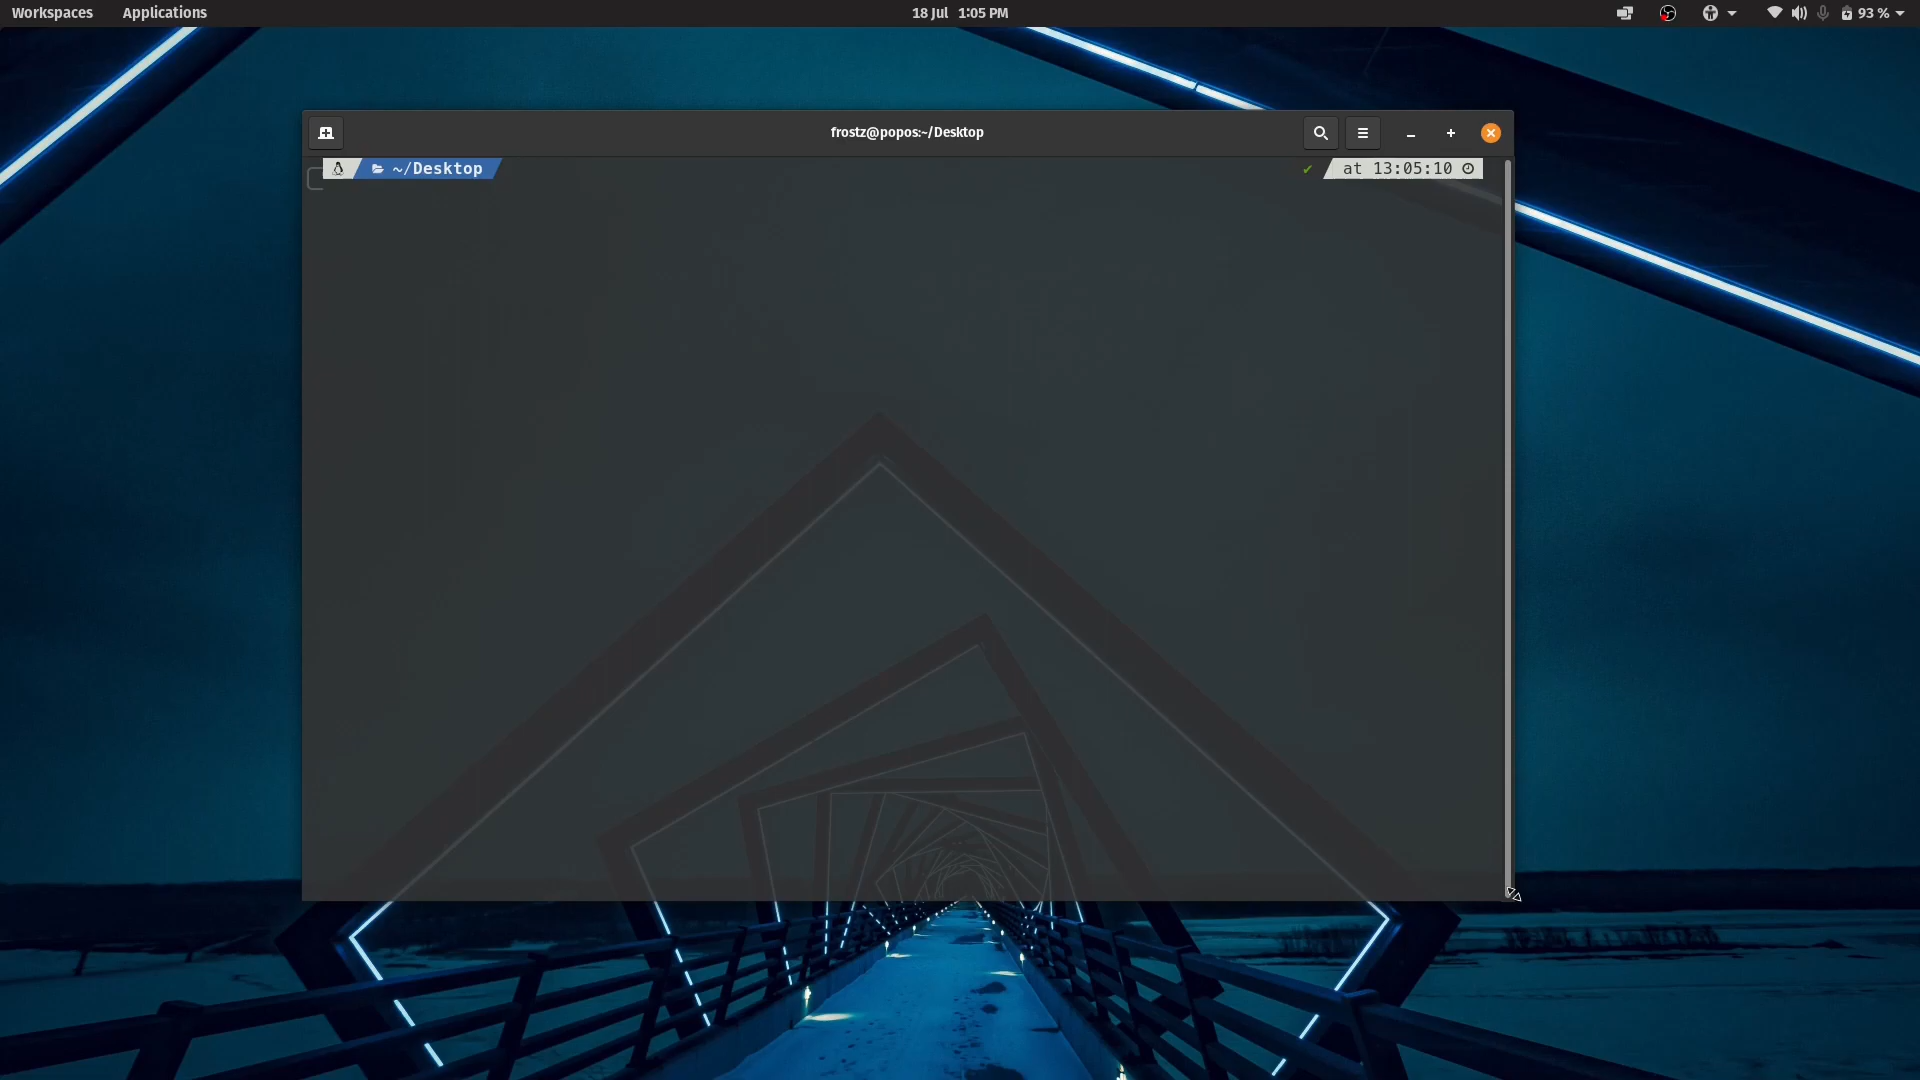 Workspaces Applications 18 Jul 1:05 PM 93 %
frostz@popos:~/Desktop
~/Desktop ✔ at 13:05:10